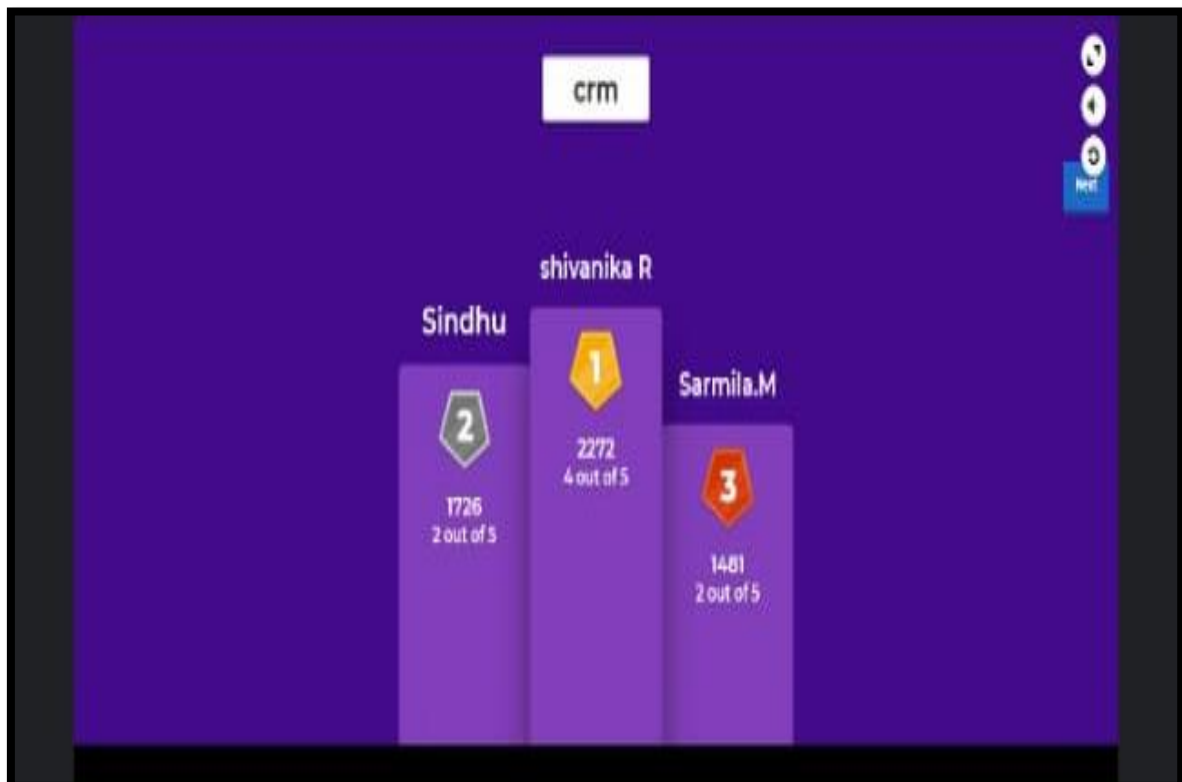 crm
Next
shivanika R
Sindhu
1
Sarmila.M
2
2272
4 out of 5
3
1726
2 out of 5
1481
2 out of 5